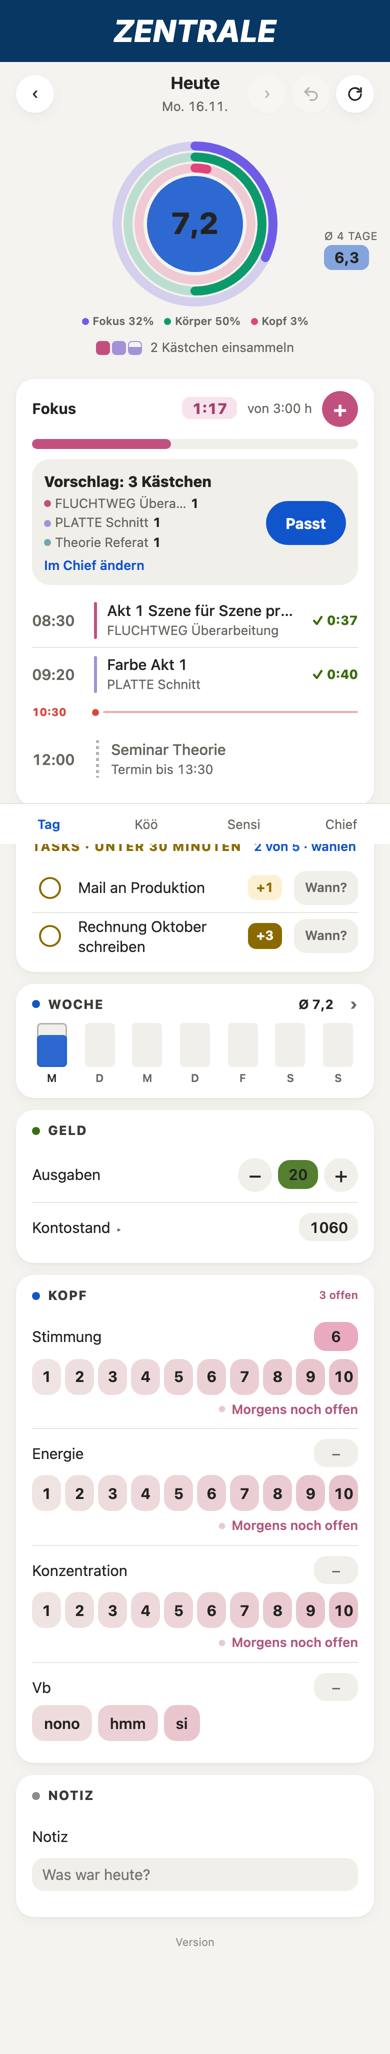 ZENTRALE
Heute
Mo. 16.11.
7,2
Ø 4 TAGE
6,3
Fokus 32% Körper 50% Kopf 3%
2 Kästchen einsammeln
Fokus 1:17 von 3:00 h +
Vorschlag: 3 Kästchen
FLUCHTWEG Übera... 1
PLATTE Schnitt 1
Theorie Referat 1
Passt
Im Chief ändern
08:30 Akt 1 Szene für Szene pr... ✓ 0:37
FLUCHTWEG Überarbeitung
09:20 Farbe Akt 1 ✓ 0:40
PLATTE Schnitt
10:30
12:00 Seminar Theorie
Termin bis 13:30
Tag Köö Sensi Chief
TASKS · UNTER 30 MINUTEN 2 von 5 · wählen
Mail an Produktion +1 Wann?
Rechnung Oktober schreiben +3 Wann?
WOCHE Ø 7,2 ›
M D M D F S S
GELD
Ausgaben − 20 +
Kontostand 1060
KOPF 3 offen
Stimmung 6
1 2 3 4 5 6 7 8 9 10
Morgens noch offen
Energie –
1 2 3 4 5 6 7 8 9 10
Morgens noch offen
Konzentration –
1 2 3 4 5 6 7 8 9 10
Morgens noch offen
Vb –
nono hmm si
NOTIZ
Notiz
Was war heute?
Version